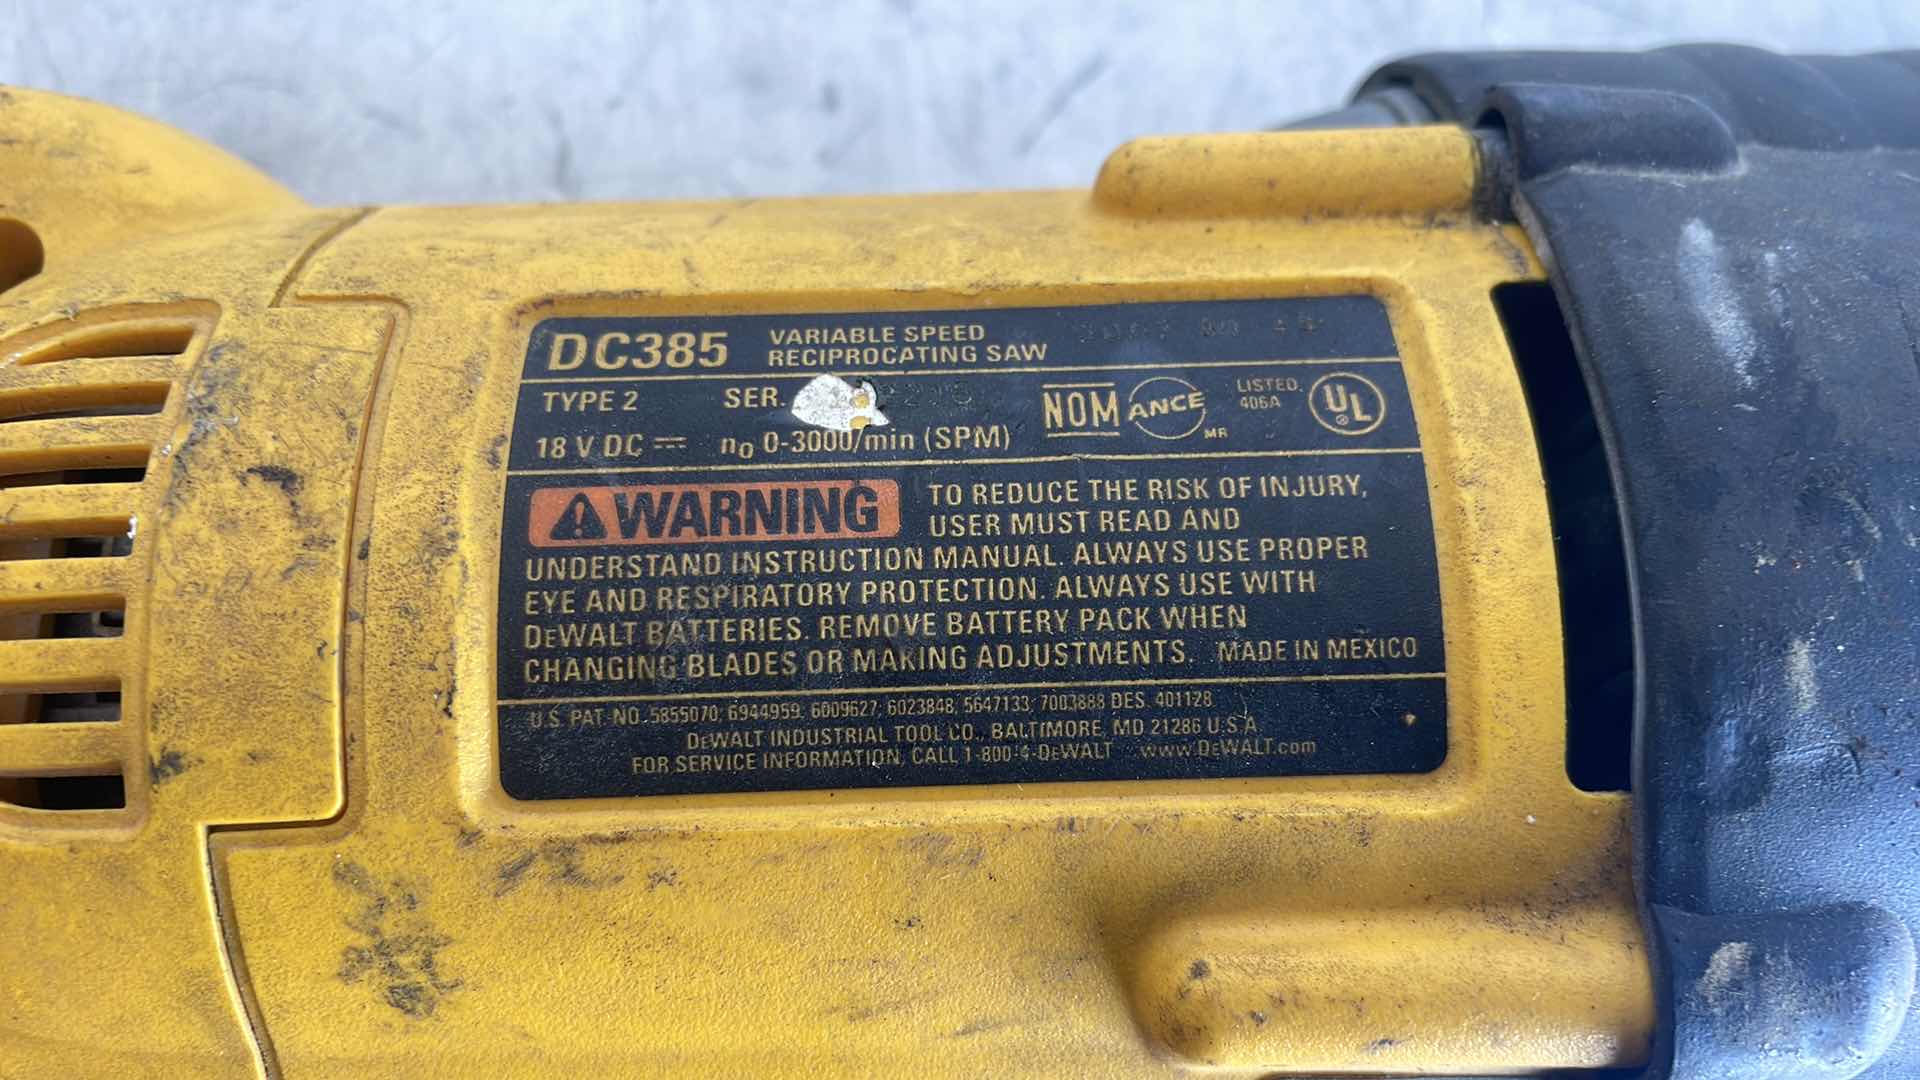 DC385 VARIABLE SPEED
RECIPROCATING SAW
TYPE 2 SER.
18 V DC ⎓ n₀ 0-3000/min (SPM)
NOM ANCE MR
LISTED
406A
UL ®
WARNING TO REDUCE THE RISK OF INJURY,
USER MUST READ AND
UNDERSTAND INSTRUCTION MANUAL. ALWAYS USE PROPER
EYE AND RESPIRATORY PROTECTION. ALWAYS USE WITH
DeWALT BATTERIES. REMOVE BATTERY PACK WHEN
CHANGING BLADES OR MAKING ADJUSTMENTS. MADE IN MEXICO
U.S. PAT. NO. 5855070, 6944959, 6009627, 6023848, 5647133, 7003888 DES. 401128
DeWALT INDUSTRIAL TOOL CO., BALTIMORE, MD 21286 U.S.A
FOR SERVICE INFORMATION, CALL 1-800-4-DeWALT www.DeWALT.com